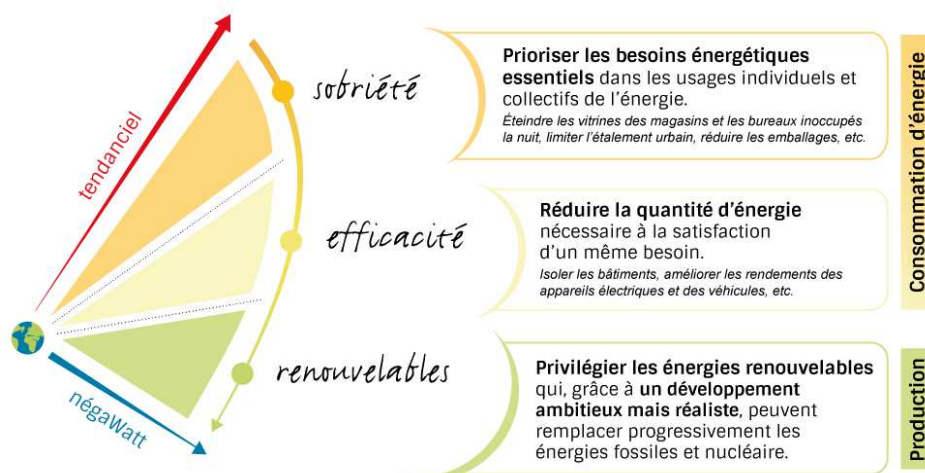 tendanciel
négaWatt
sobriété
Prioriser les besoins énergétiques
essentiels dans les usages individuels et
collectifs de l'énergie.
Éteindre les vitrines des magasins et les bureaux inoccupés
la nuit, limiter l'étalement urbain, réduire les emballages, etc.
efficacité
Réduire la quantité d'énergie
nécessaire à la satisfaction
d'un même besoin.
Isoler les bâtiments, améliorer les rendements des
appareils électriques et des véhicules, etc.
Consommation d'énergie
renouvelables
Privilégier les énergies renouvelables
qui, grâce à un développement
ambitieux mais réaliste, peuvent
remplacer progressivement les
énergies fossiles et nucléaire.
Production